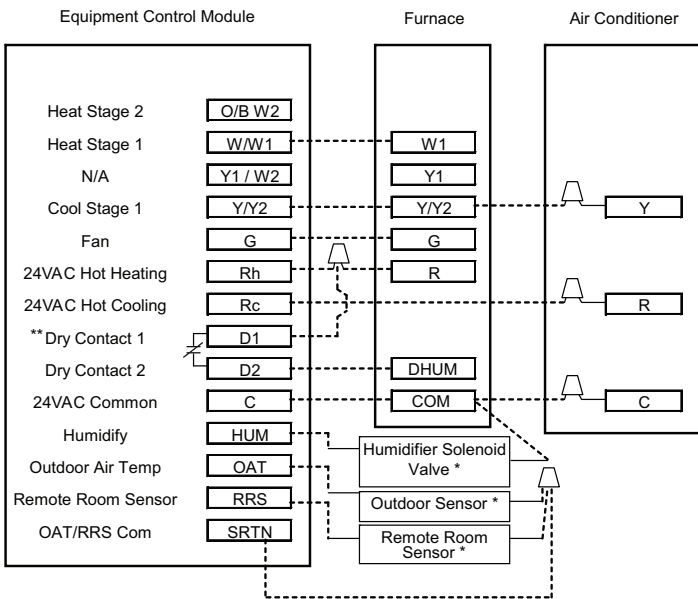 Equipment Control Module
Furnace
Air Conditioner
Heat Stage 2 O/B W2
Heat Stage 1 W/W1 W1
N/A Y1 / W2 Y1
Cool Stage 1 Y/Y2 Y/Y2 Y
Fan G G
24VAC Hot Heating Rh R
24VAC Hot Cooling Rc R
**Dry Contact 1 D1
Dry Contact 2 D2 DHUM
24VAC Common C COM C
Humidify HUM
Humidifier Solenoid
Valve *
Outdoor Air Temp OAT
Outdoor Sensor *
Remote Room Sensor RRS
Remote Room
Sensor *
OAT/RRS Com SRTN